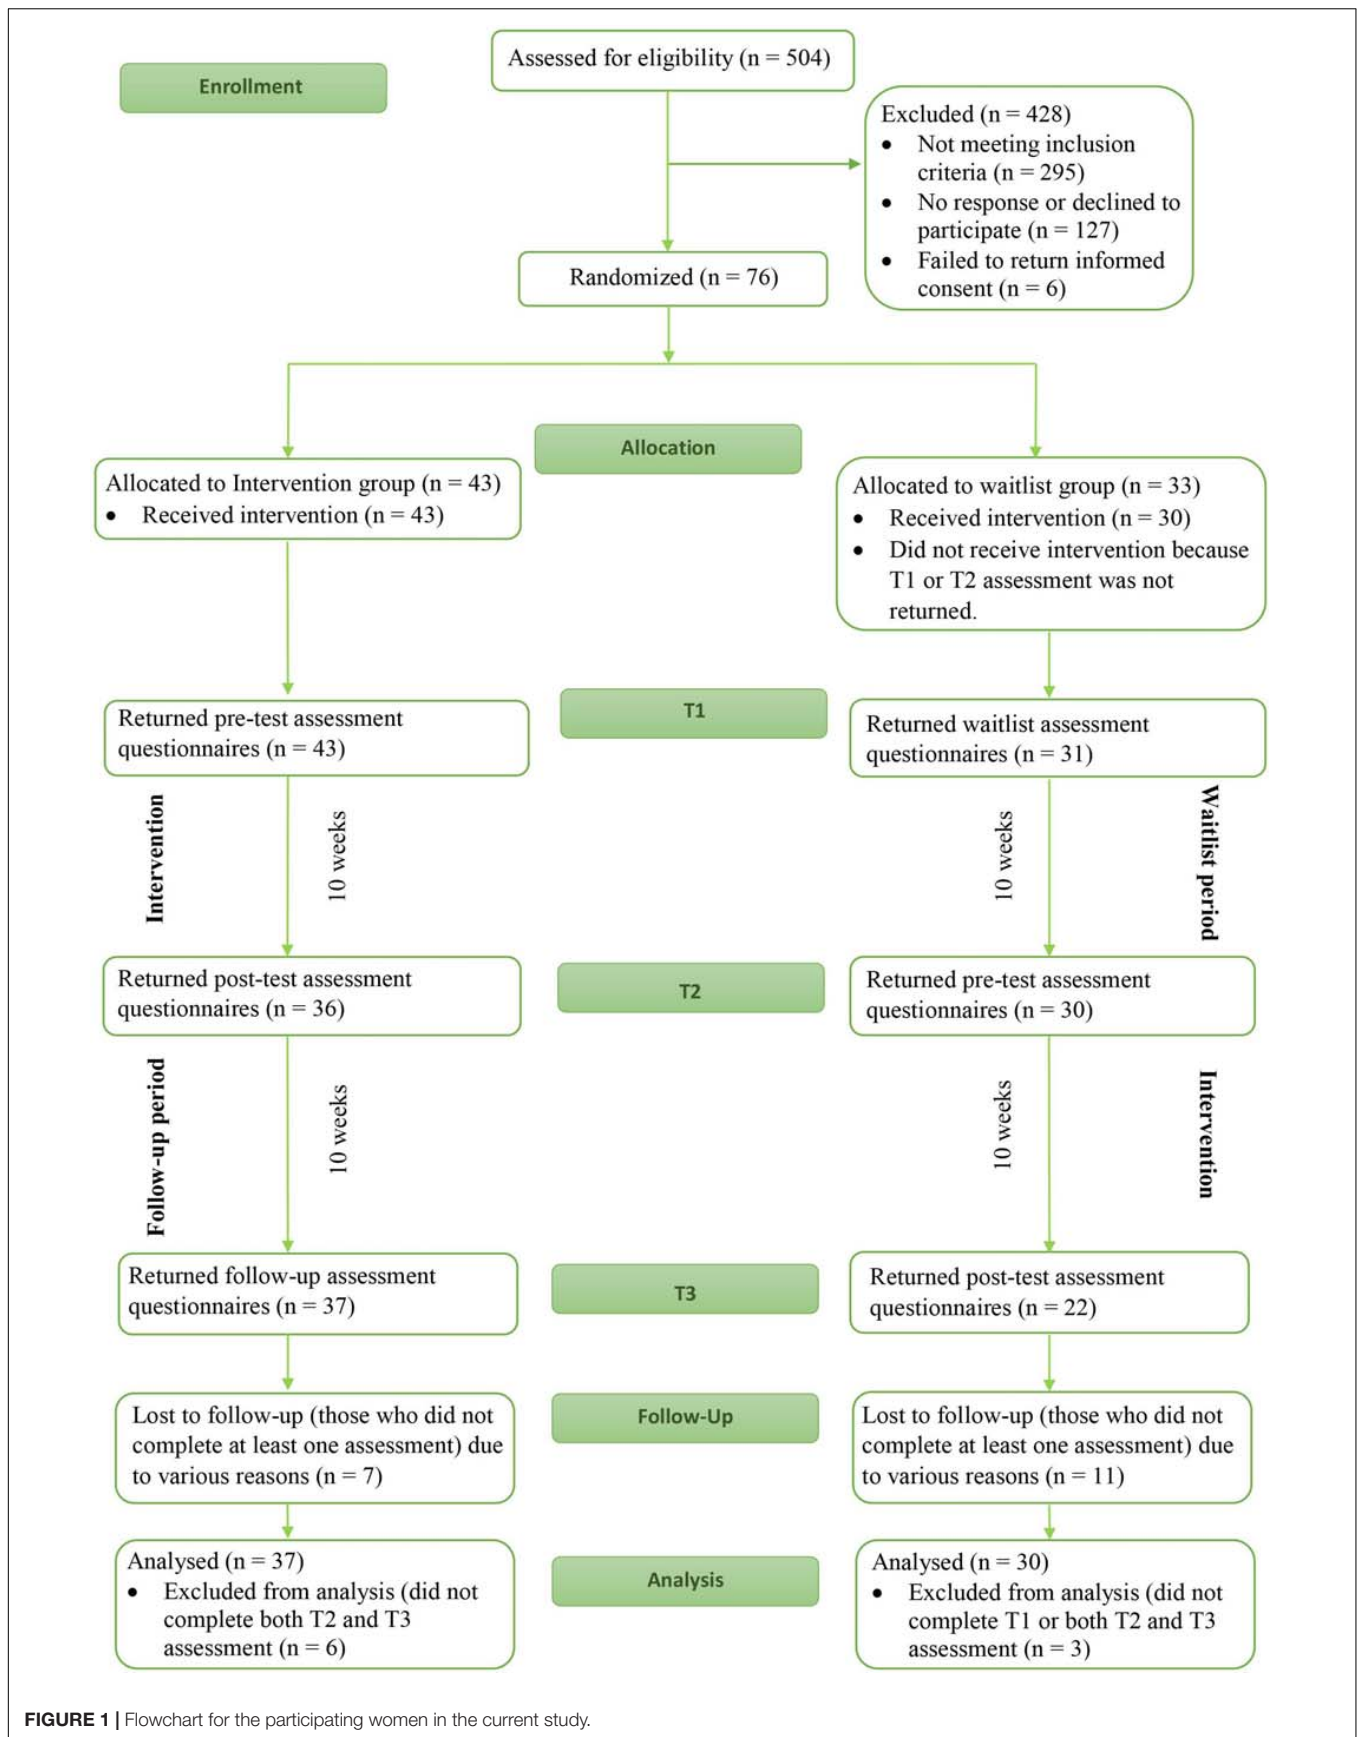 Assessed for eligibility (n = 504)
Enrollment
Excluded (n = 428)
• Not meeting inclusion
criteria (n = 295)
• No response or declined to
participate (n = 127)
• Failed to return informed
consent (n = 6)
Randomized (n = 76)
Allocation
Allocated to Intervention group (n = 43)
• Received intervention (n = 43)
Allocated to waitlist group (n = 33)
• Received intervention (n = 30)
• Did not receive intervention because
T1 or T2 assessment was not
returned.
T1
Returned pre-test assessment
questionnaires (n = 43)
Returned waitlist assessment
questionnaires (n = 31)
Intervention
10 weeks
10 weeks
Waitlist period
Returned post-test assessment
questionnaires (n = 36)
T2
Returned pre-test assessment
questionnaires (n = 30)
Follow-up period
10 weeks
10 weeks
Intervention
Returned follow-up assessment
questionnaires (n = 37)
T3
Returned post-test assessment
questionnaires (n = 22)
Lost to follow-up (those who did not
complete at least one assessment) due
to various reasons (n = 7)
Follow-Up
Lost to follow-up (those who did not
complete at least one assessment) due
to various reasons (n = 11)
Analysed (n = 37)
• Excluded from analysis (did not
complete both T2 and T3
assessment (n = 6)
Analysis
Analysed (n = 30)
• Excluded from analysis (did not
complete T1 or both T2 and T3
assessment (n = 3)
FIGURE 1 | Flowchart for the participating women in the current study.